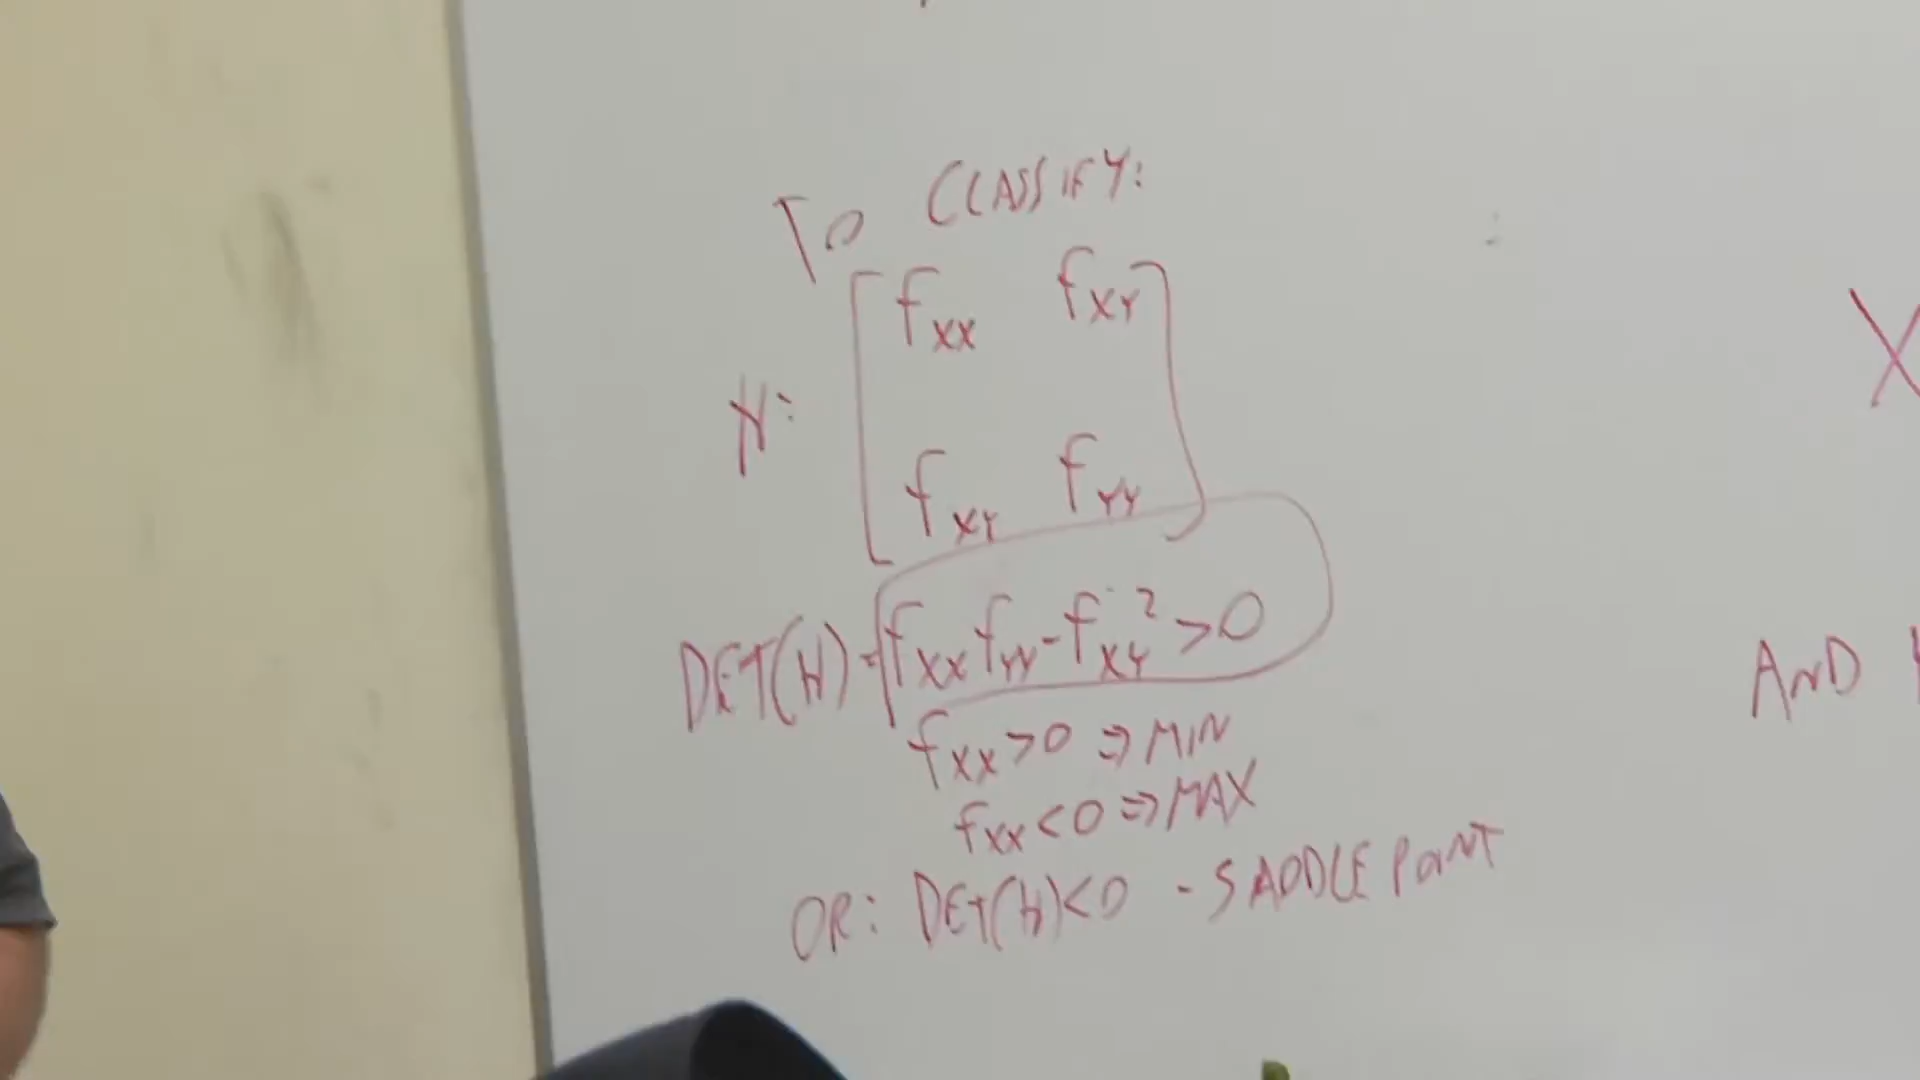 TO CLASSIFY:
H: [fxx fxy
fxy fyy]
DET(H) = fxx fyy - fxy² > 0
fxx > 0 ⇒ MIN
fxx < 0 ⇒ MAX
OR: DET(H) < 0 - SADDLE POINT
X
AND